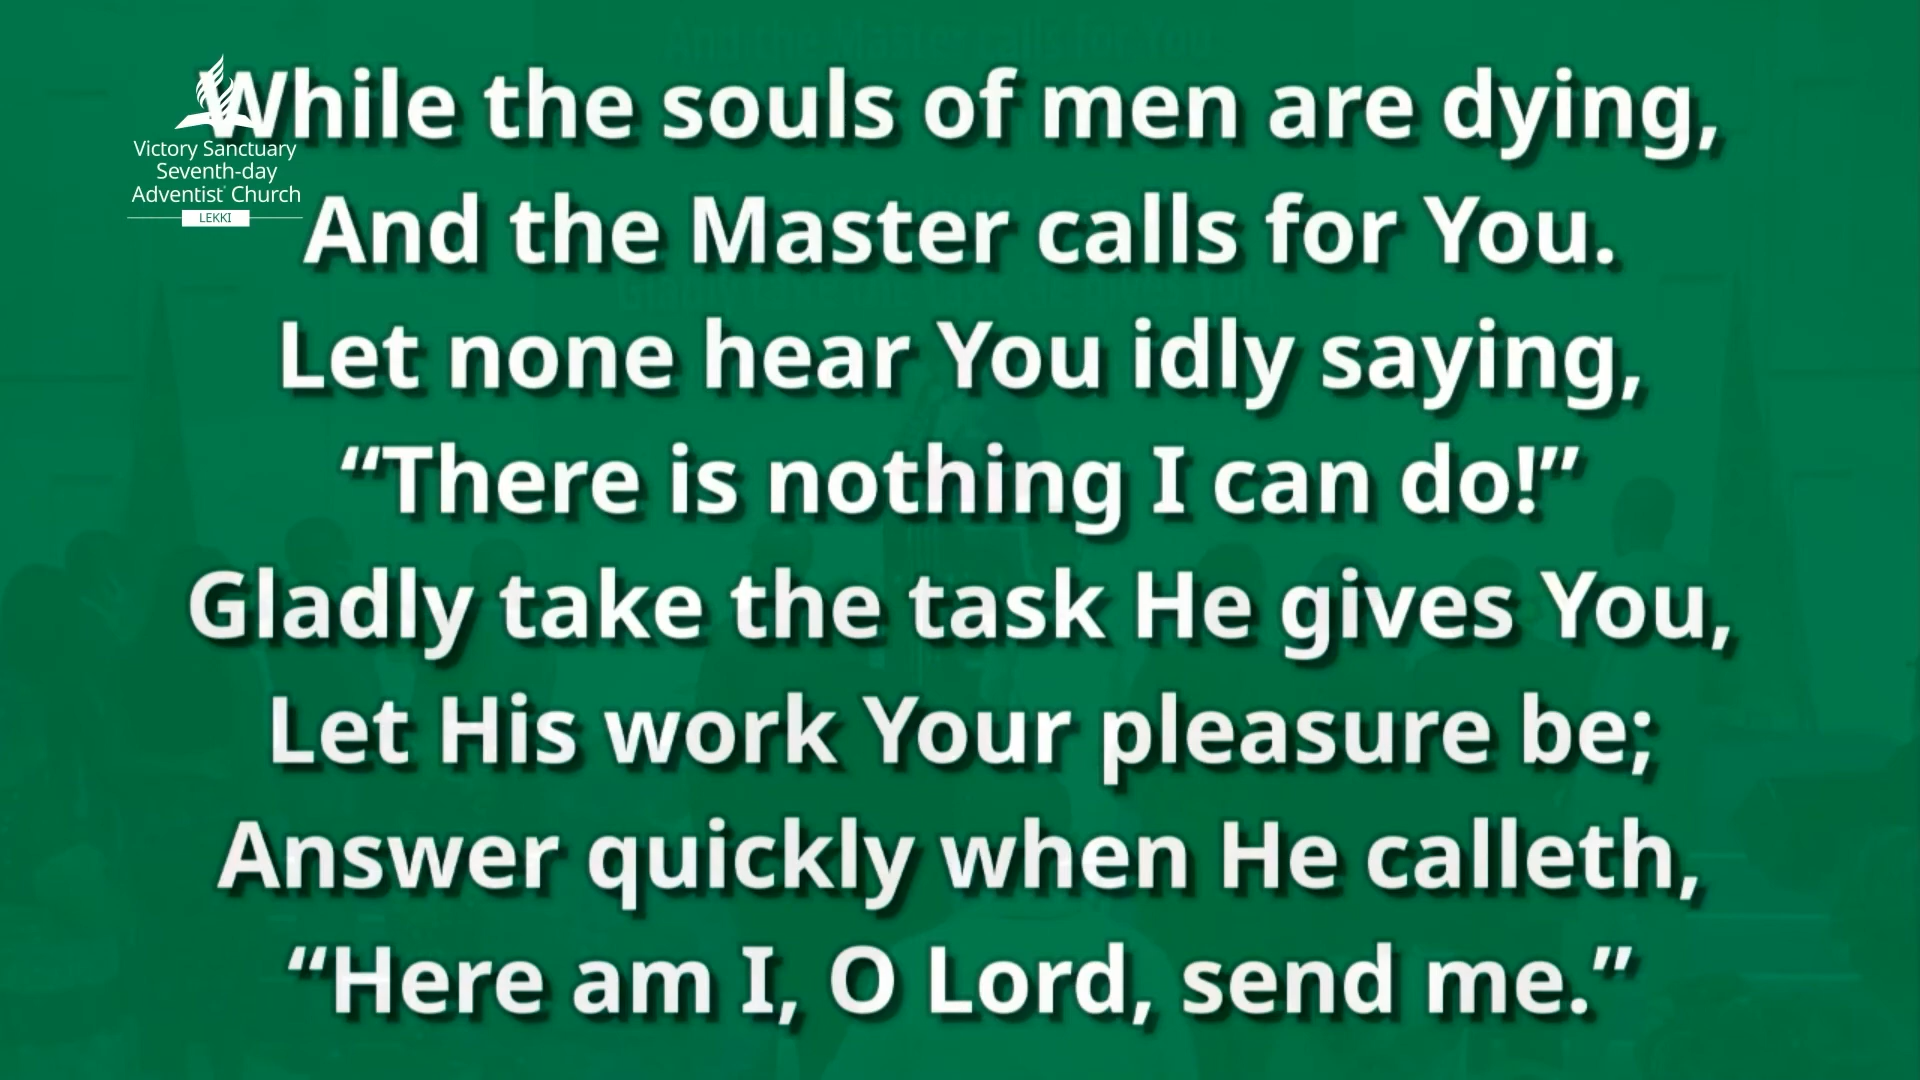 While the souls of men are dying,
And the Master calls for You.
Let none hear You idly saying,
“There is nothing I can do!”
Gladly take the task He gives You,
Let His work Your pleasure be;
Answer quickly when He calleth,
“Here am I, O Lord, send me.”
Victory Sanctuary
Seventh-day
Adventist® Church
LEKKI